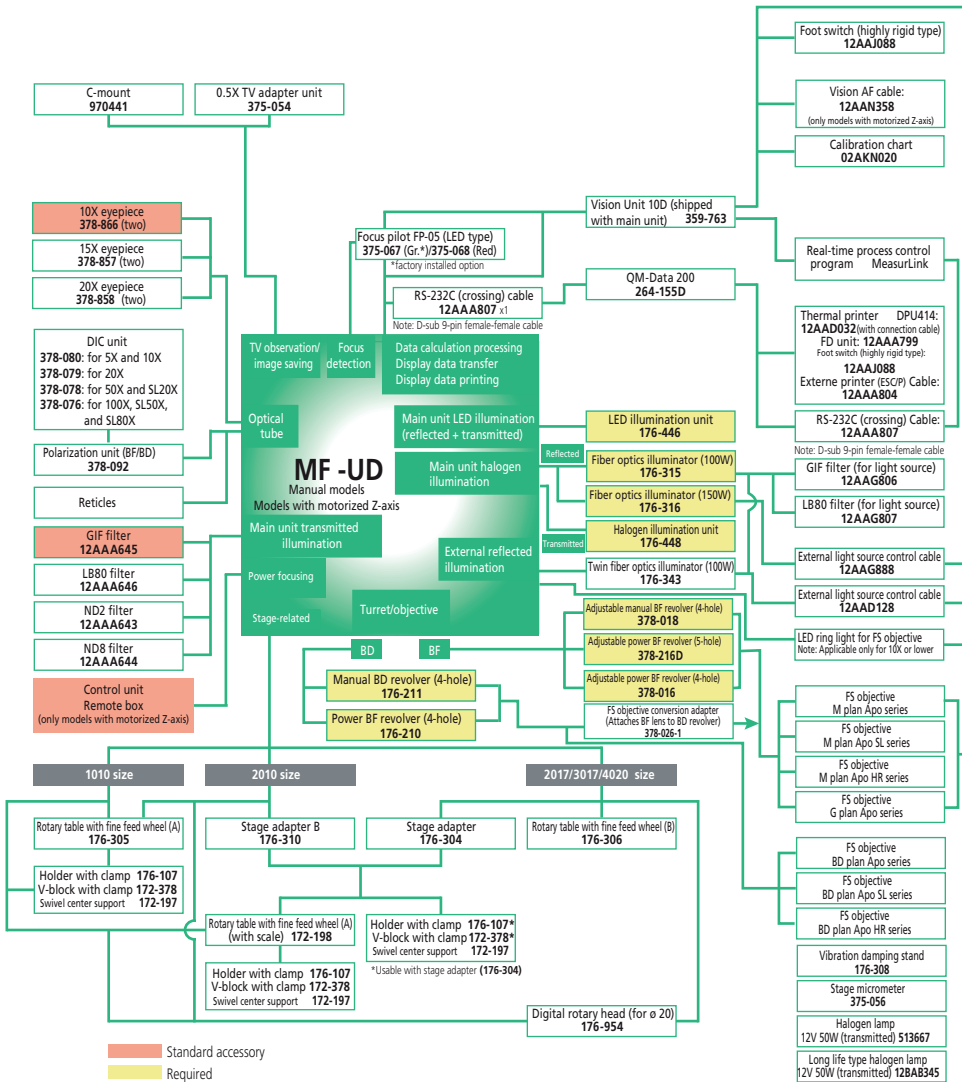 Foot switch (highly rigid type)
12AAJ088
C-mount
970441
0.5X TV adapter unit
375-054
Vision AF cable:
12AAN358
(only models with motorized Z-axis)
Calibration chart
02AKN020
10X eyepiece
378-866 (two)
15X eyepiece
378-857 (two)
20X eyepiece
378-858 (two)
Vision Unit 10D (shipped
with main unit) 359-763
Focus pilot FP-05 (LED type)
375-067 (Gr.*)/375-068 (Red)
*factory installed option
Real-time process control
program MeasurLink
RS-232C (crossing) cable
12AAA807 x1
Note: D-sub 9-pin female-female cable
QM-Data 200
264-155D
Thermal printer DPU414:
12AAD032(with connection cable)
FD unit: 12AAA799
Foot switch (highly rigid type):
12AAJ088
Externe printer (ESC/P) Cable:
12AAA804
RS-232C (crossing) Cable:
12AAA807
Note: D-sub 9-pin female-female cable
DIC unit
378-080: for 5X and 10X
378-079: for 20X
378-078: for 50X and SL20X
378-076: for 100X, SL50X,
and SL80X
Polarization unit (BF/BD)
378-092
Reticles
GIF filter
12AAA645
LB80 filter
12AAA646
ND2 filter
12AAA643
ND8 filter
12AAA644
Control unit
Remote box
(only models with motorized Z-axis)
TV observation/
image saving
Focus
detection
Data calculation processing
Display data transfer
Display data printing
Optical
tube
Main unit LED illumination
(reflected + transmitted)
MF -UD
Manual models
Models with motorized Z-axis
Main unit halogen
illumination
Main unit transmitted
illumination
External reflected
illumination
Power focusing
Stage-related
Turret/objective
BD
BF
LED illumination unit
176-446
Reflected
Fiber optics illuminator (100W)
176-315
Fiber optics illuminator (150W)
176-316
Transmitted
Halogen illumination unit
176-448
Twin fiber optics illuminator (100W)
176-343
GIF filter (for light source)
12AAG806
LB80 filter (for light source)
12AAG807
External light source control cable
12AAG888
External light source control cable
12AAD128
LED ring light for FS objective
Note: Applicable only for 10X or lower
Adjustable manual BF revolver (4-hole)
378-018
Adjustable power BF revolver (5-hole)
378-216D
Adjustable power BF revolver (4-hole)
378-016
Manual BD revolver (4-hole)
176-211
Power BF revolver (4-hole)
176-210
FS objective conversion adapter
(Attaches BF lens to BD revolver)
378-026-1
FS objective
M plan Apo series
FS objective
M plan Apo SL series
FS objective
M plan Apo HR series
FS objective
G plan Apo series
FS objective
BD plan Apo series
FS objective
BD plan Apo SL series
FS objective
BD plan Apo HR series
Vibration damping stand
176-308
Stage micrometer
375-056
Halogen lamp
12V 50W (transmitted) 513667
Long life type halogen lamp
12V 50W (transmitted) 12BAB345
1010 size
2010 size
2017/3017/4020 size
Rotary table with fine feed wheel (A)
176-305
Stage adapter B
176-310
Stage adapter
176-304
Rotary table with fine feed wheel (B)
176-306
Holder with clamp 176-107
V-block with clamp 172-378
Swivel center support 172-197
Rotary table with fine feed wheel (A)
(with scale) 172-198
Holder with clamp 176-107*
V-block with clamp 172-378*
Swivel center support 172-197
*Usable with stage adapter (176-304)
Holder with clamp 176-107
V-block with clamp 172-378
Swivel center support 172-197
Digital rotary head (for ø 20)
176-954
Standard accessory
Required